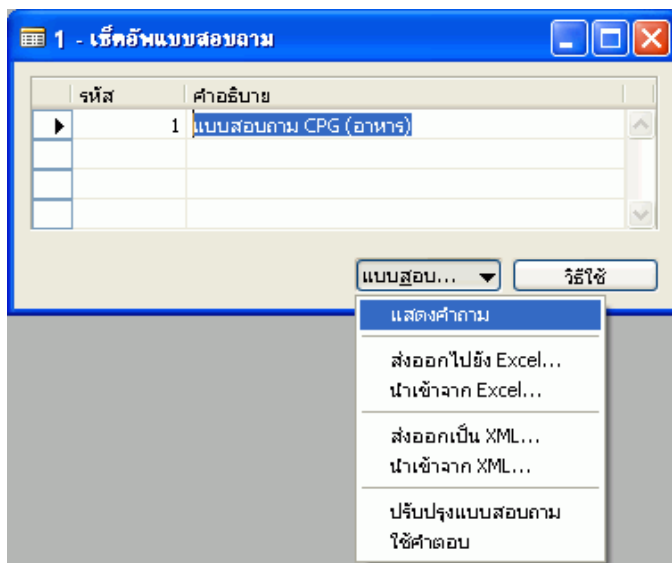 1 - เช็คอัพแบบสอบถาม
รหัส คำอธิบาย
1 แบบสอบถาม CPG (อาหาร)
แบบสอบ... วิธีใช้
แสดงคำถาม
ส่งออกไปยัง Excel...
นำเข้าจาก Excel...
ส่งออกเป็น XML...
นำเข้าจาก XML...
ปรับปรุงแบบสอบถาม
ใช้คำตอบ